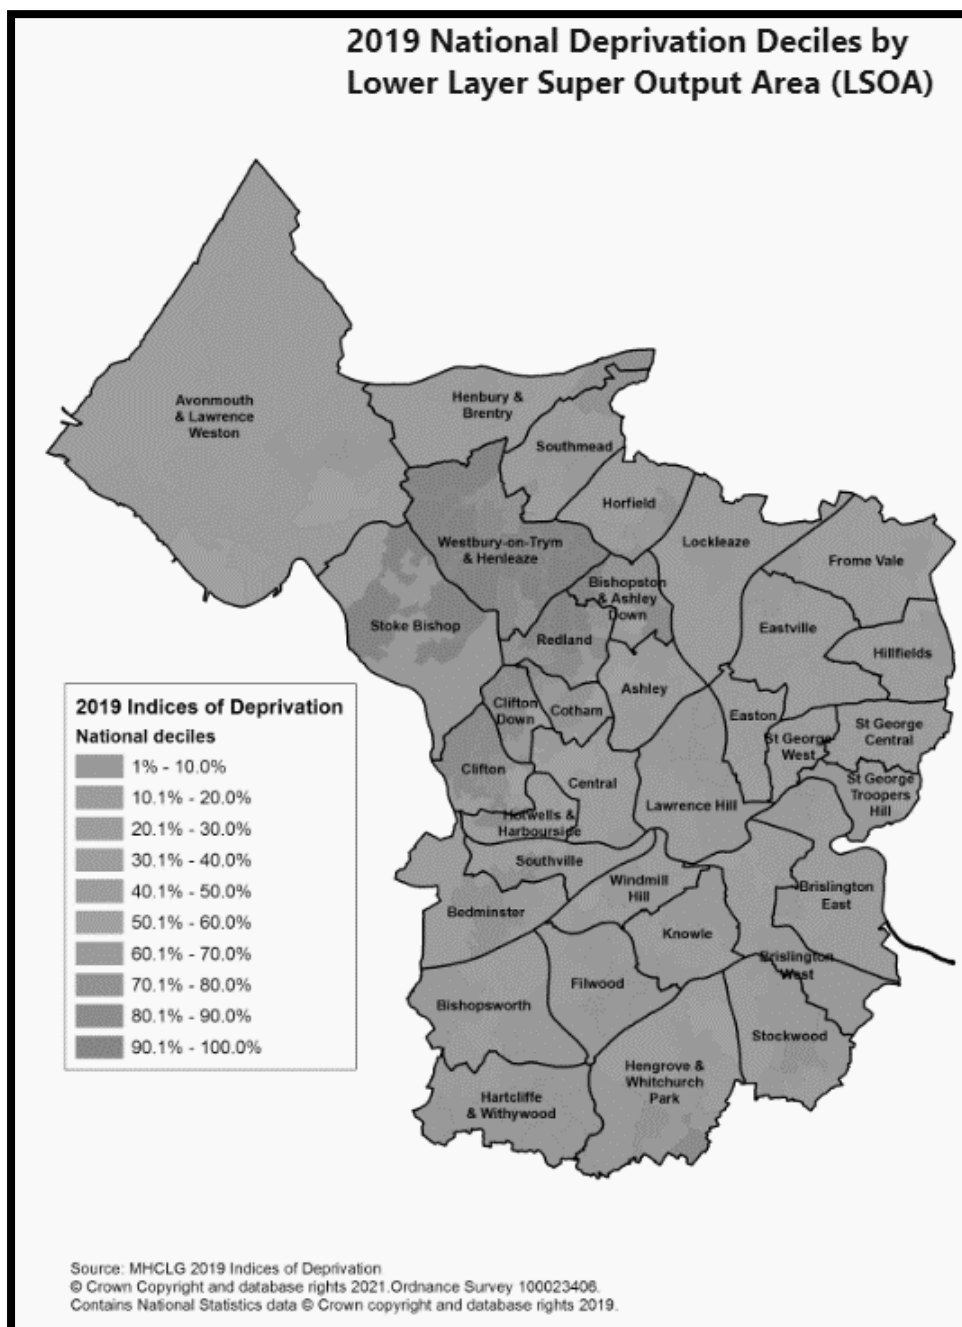 2019 National Deprivation Deciles by
Lower Layer Super Output Area (LSOA)
Avonmouth
& Lawrence
Weston
Henbury &
Brentry
Southmead
Horfield
Lockleaze
Westbury-on-Trym
& Henleaze
Frome Vale
Bishopston
& Ashley
Down
Stoke Bishop
Redland
Eastville
Hillfields
Ashley
Clifton
Down
Cotham
Easton
St George
West
St George
Central
Clifton
Central
St George
Troopers
Hill
Lawrence Hill
Hotwells &
Harbourside
Southville
Windmill
Hill
Brislington
East
Bedminster
Knowle
Brislington
West
Filwood
Bishopsworth
Stockwood
Hengrove &
Whitchurch
Park
Hartcliffe
& Withywood
2019 Indices of Deprivation
National deciles
1% - 10.0%
10.1% - 20.0%
20.1% - 30.0%
30.1% - 40.0%
40.1% - 50.0%
50.1% - 60.0%
60.1% - 70.0%
70.1% - 80.0%
80.1% - 90.0%
90.1% - 100.0%
Source: MHCLG 2019 Indices of Deprivation
© Crown Copyright and database rights 2021.Ordnance Survey 100023406.
Contains National Statistics data © Crown copyright and database rights 2019.